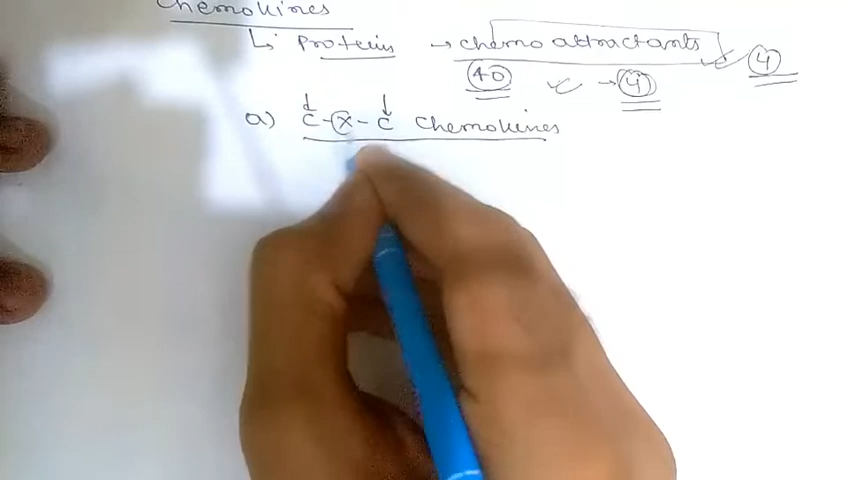 Chemokines
↳ Proteins → chemo attractants ④
40 → ④
a) C-X-C Chemokines